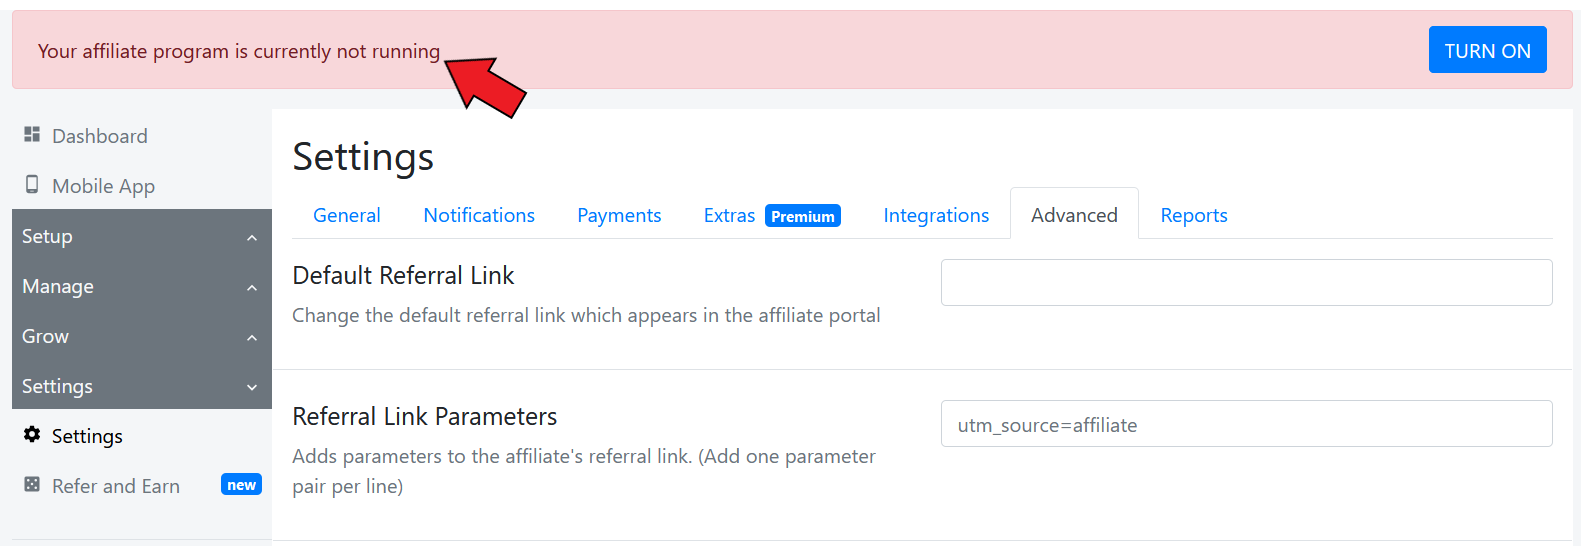 Your affiliate program is currently not running
TURN ON
Dashboard
Mobile App
Setup
Manage
Grow
Settings
Settings
Refer and Earn new
Settings
General Notifications Payments Extras Premium Integrations Advanced Reports
Default Referral Link
Change the default referral link which appears in the affiliate portal
Referral Link Parameters
utm_source=affiliate
Adds parameters to the affiliate's referral link. (Add one parameter
pair per line)